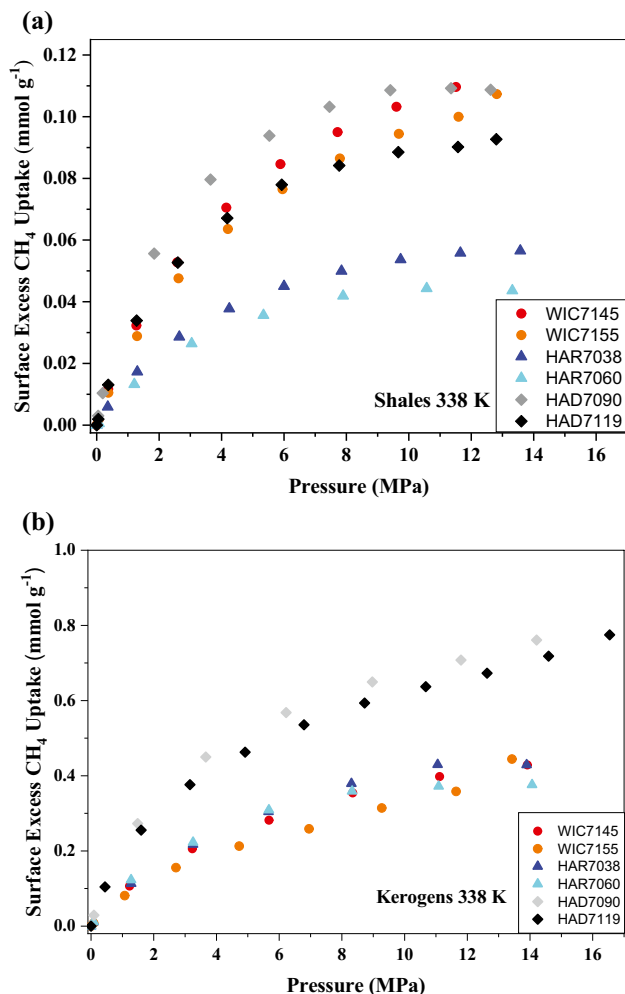 (a)
0.12
0.10
0.08
0.06
0.04
0.02
0.00
Surface Excess CH₄ Uptake (mmol g⁻¹)
WIC7145
WIC7155
HAR7038
HAR7060
HAD7090
HAD7119
Shales 338 K
0 2 4 6 8 10 12 14 16
Pressure (MPa)
(b)
1.0
0.8
0.6
0.4
0.2
0.0
Surface Excess CH₄ Uptake (mmol g⁻¹)
WIC7145
WIC7155
HAR7038
HAR7060
HAD7090
HAD7119
Kerogens 338 K
0 2 4 6 8 10 12 14 16
Pressure (MPa)